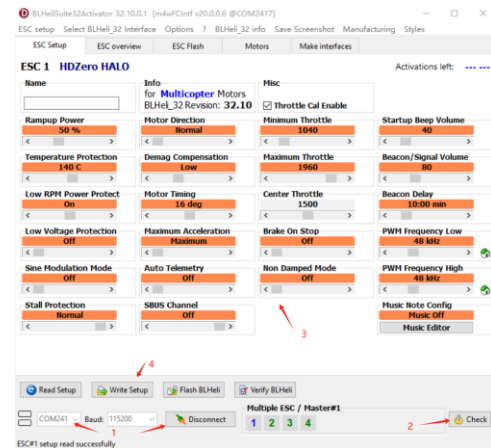 BLHeliSuite32Activator 32.10.0.1 [m4wFCIntf v20.0.0.6 @COM2417]
ESC setup Select BLHeli_32 Interface Options ? BLHeli_32 info Save Screenshot Manufacturing Styles
ESC Setup ESC overview ESC Flash Motors Make interfaces
ESC 1 HDZero HALO Activations left: --- ---
Name Info Misc
for Multicopter Motors
BLHeli_32 Revision: 32.10 Throttle Cal Enable
Rampup Power Motor Direction Minimum Throttle Startup Beep Volume
50 % Normal 1040 40
Temperature Protection Demag Compensation Maximum Throttle Beacon/Signal Volume
140 C Low 1960 80
Low RPM Power Protect Motor Timing Center Throttle Beacon Delay
On 16 deg 1500 10:00 min
Low Voltage Protection Maximum Acceleration Brake On Stop PWM Frequency Low
Off Maximum Off 48 kHz
Sine Modulation Mode Auto Telemetry Non Damped Mode PWM Frequency High
Off Off Off 48 kHz
Stall Protection SBUS Channel Music Note Config
Normal Off Music Off
Music Editor
3
4
Read Setup Write Setup Flash BLHeli Verify BLHeli
Multiple ESC / Master#1
COM241 Baud: 115200 Disconnect 1 2 3 4 2 Check
1
ESC#1 setup read successfully